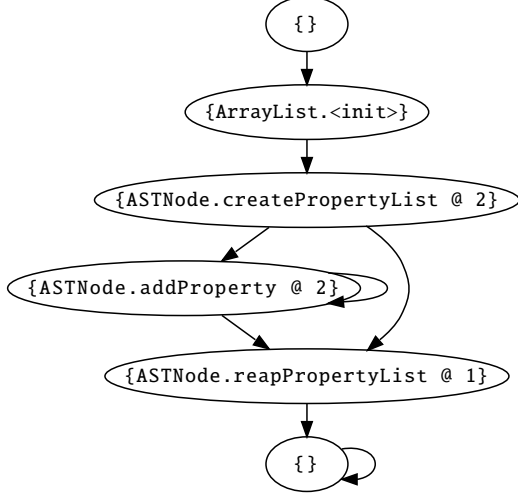 {}
{ArrayList.<init>}
{ASTNode.createPropertyList @ 2}
{ASTNode.addProperty @ 2}
{ASTNode.reapPropertyList @ 1}
{}